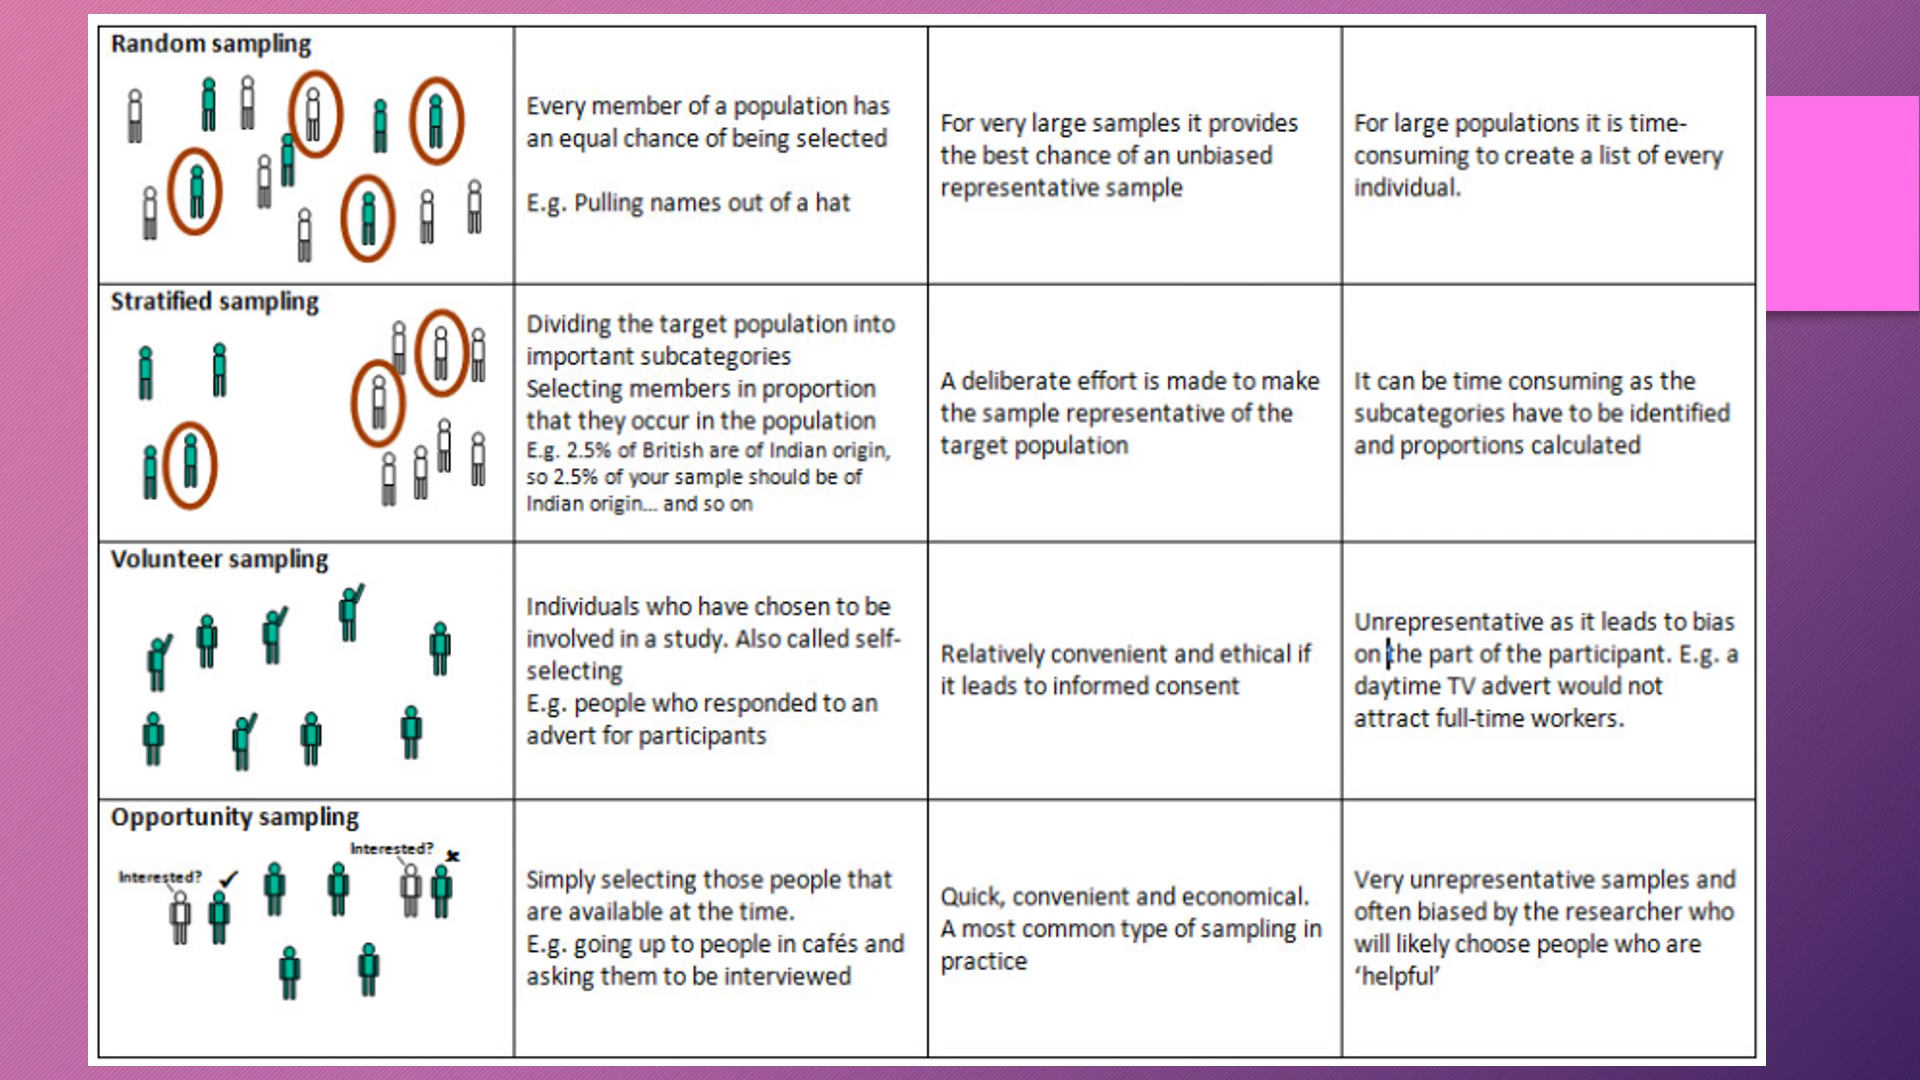 Random sampling
Every member of a population has
an equal chance of being selected
E.g. Pulling names out of a hat
For very large samples it provides
the best chance of an unbiased
representative sample
For large populations it is time-
consuming to create a list of every
individual.
Stratified sampling
Dividing the target population into
important subcategories
Selecting members in proportion
that they occur in the population
E.g. 2.5% of British are of Indian origin,
so 2.5% of your sample should be of
Indian origin... and so on
A deliberate effort is made to make
the sample representative of the
target population
It can be time consuming as the
subcategories have to be identified
and proportions calculated
Volunteer sampling
Individuals who have chosen to be
involved in a study. Also called self-
selecting
E.g. people who responded to an
advert for participants
Relatively convenient and ethical if
it leads to informed consent
Unrepresentative as it leads to bias
on the part of the participant. E.g. a
daytime TV advert would not
attract full-time workers.
Opportunity sampling
Interested?
Interested?
Simply selecting those people that
are available at the time.
E.g. going up to people in cafés and
asking them to be interviewed
Quick, convenient and economical.
A most common type of sampling in
practice
Very unrepresentative samples and
often biased by the researcher who
will likely choose people who are
‘helpful’